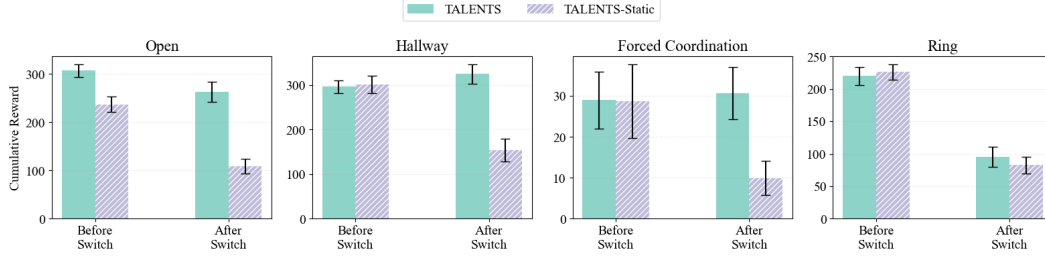 TALENTS
TALENTS-Static
Open
Hallway
Forced Coordination
Ring
Cumulative Reward
300
200
100
0
Before
Switch
After
Switch
300
200
100
0
Before
Switch
After
Switch
30
20
10
0
Before
Switch
After
Switch
250
200
150
100
50
0
Before
Switch
After
Switch